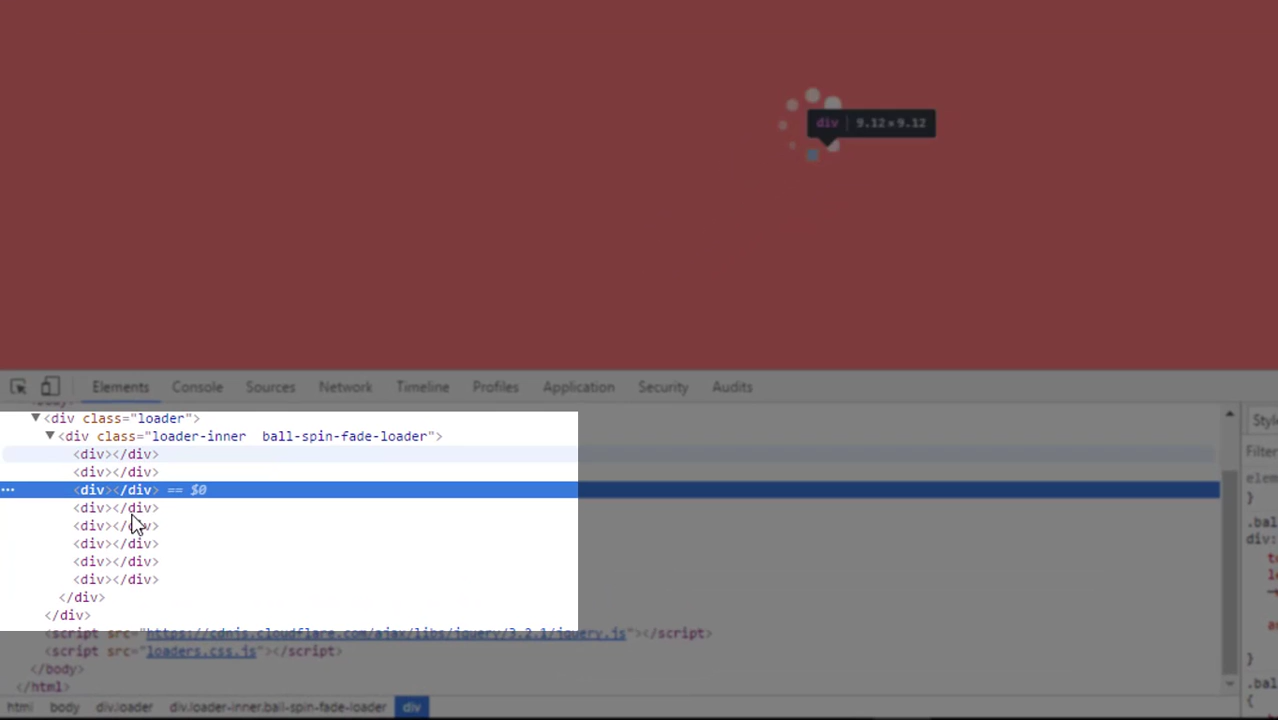 div | 9.12×9.12
Elements Console Sources Network Timeline Profiles Application Security Audits
<div class="loader">
<div class="loader-inner  ball-spin-fade-loader">
<div></div>
<div></div>
<div></div> == $0
<div></div>
<div></div>
<div></div>
<div></div>
<div></div>
</div>
</div>
<script src="https://cdnjs.cloudflare.com/ajax/libs/jquery/3.2.1/jquery.js"></script>
<script src="loaders.css.js"></script>
</body>
</html>
html body div.loader div.loader-inner.ball-spin-fade-loader div
Filter
}
div:
}
{